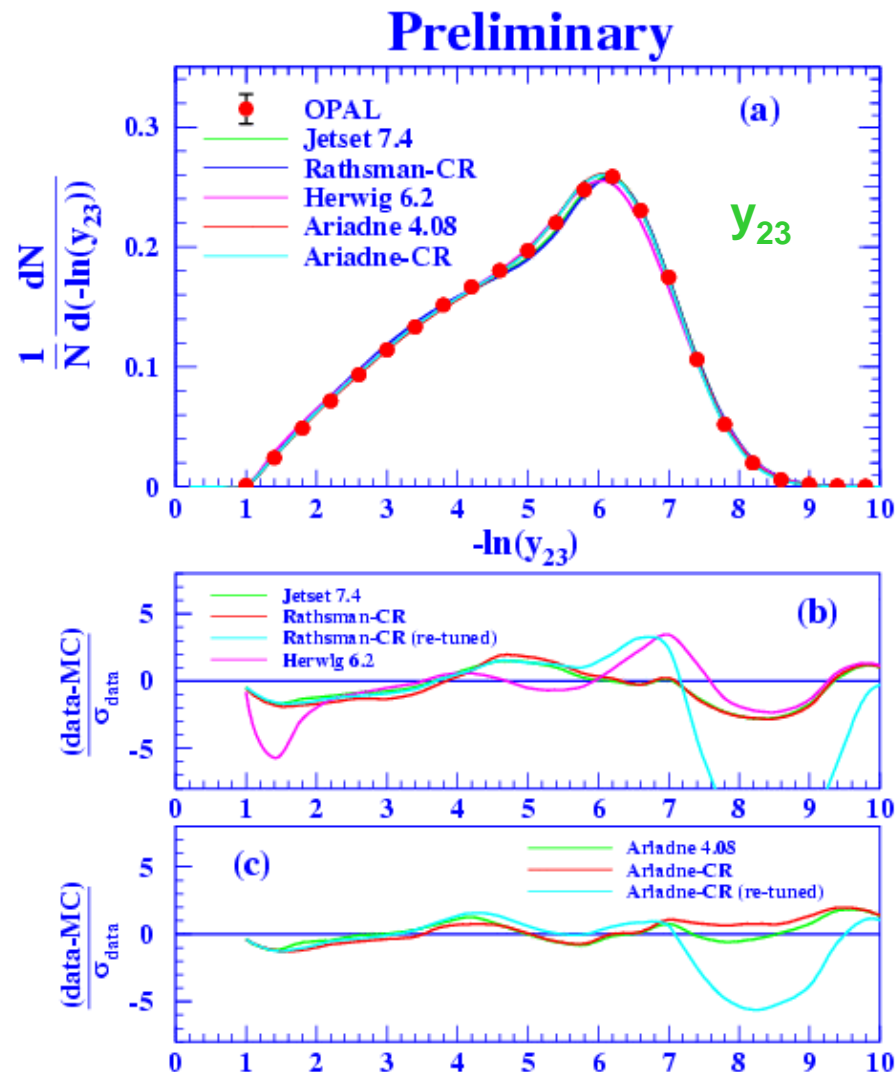 Preliminary
(a)
0.3
0.2
0.1
0
OPAL
Jetset 7.4
Rathsman-CR
Herwig 6.2
Ariadne 4.08
Ariadne-CR
y23
1 dN
N d(-ln(y23))
0 1 2 3 4 5 6 7 8 9 10
-ln(y23)
(b)
5
0
-5
Jetset 7.4
Rathsman-CR
Rathsman-CR (re-tuned)
Herwig 6.2
(data-MC)
σdata
0 1 2 3 4 5 6 7 8 9 10
(c)
5
0
-5
Ariadne 4.08
Ariadne-CR
Ariadne-CR (re-tuned)
(data-MC)
σdata
0 1 2 3 4 5 6 7 8 9 10